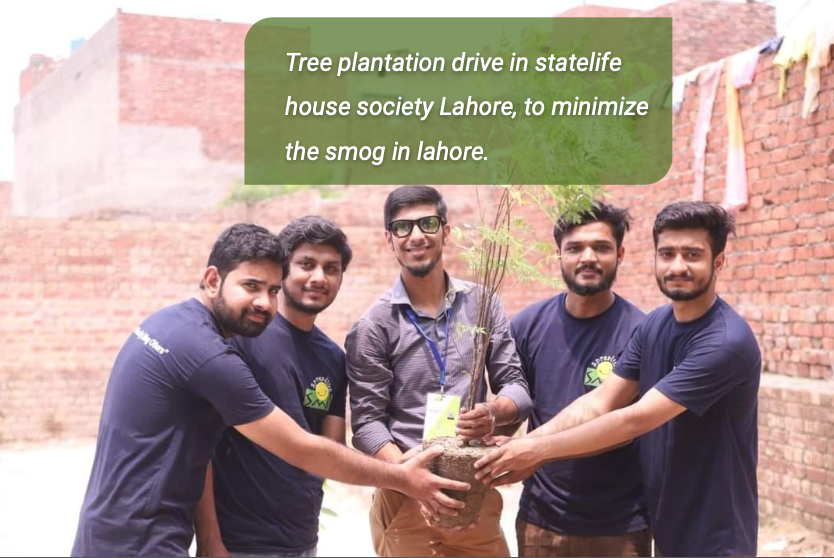 Tree plantation drive in statelife
house society Lahore, to minimize
the smog in lahore.